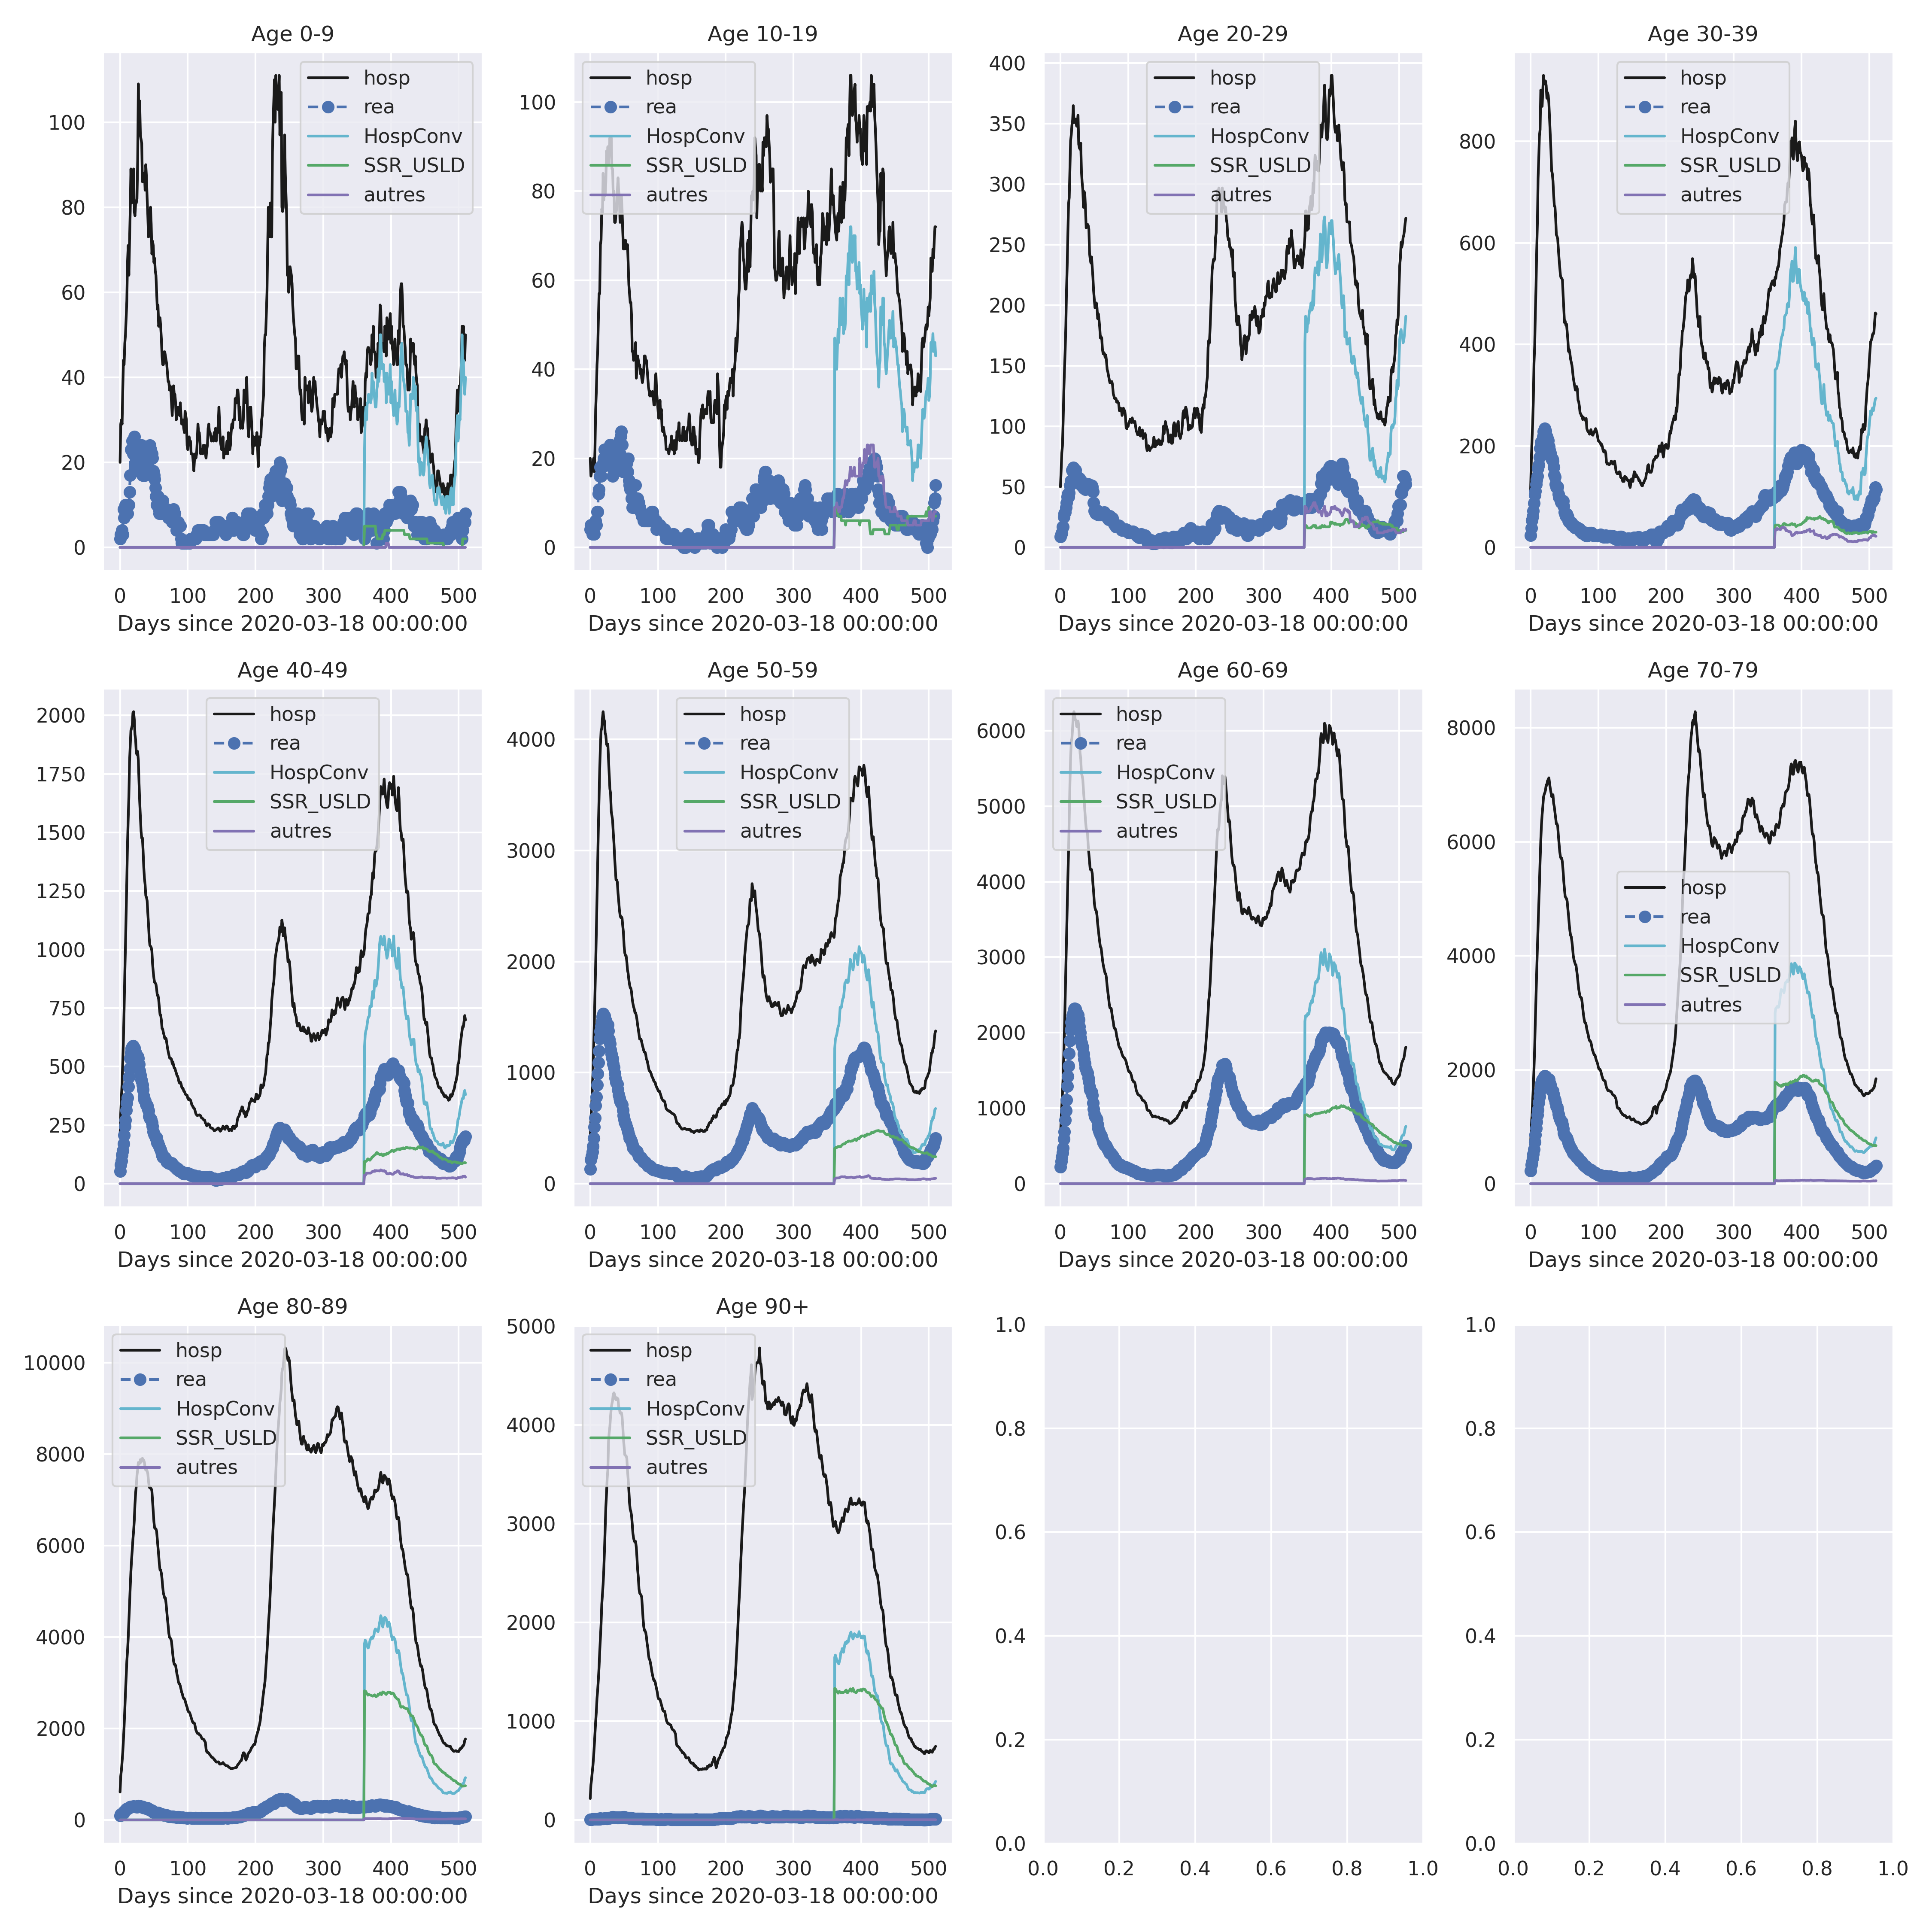 Age 0-9
hosp
rea
HospConv
SSR_USLD
autres
0
20
40
60
80
100
0 100 200 300 400 500
Days since 2020-03-18 00:00:00
Age 10-19
hosp
rea
HospConv
SSR_USLD
autres
0
20
40
60
80
100
0 100 200 300 400 500
Days since 2020-03-18 00:00:00
Age 20-29
hosp
rea
HospConv
SSR_USLD
autres
0
50
100
150
200
250
300
350
400
0 100 200 300 400 500
Days since 2020-03-18 00:00:00
Age 30-39
hosp
rea
HospConv
SSR_USLD
autres
0
200
400
600
800
0 100 200 300 400 500
Days since 2020-03-18 00:00:00
Age 40-49
hosp
rea
HospConv
SSR_USLD
autres
0
250
500
750
1000
1250
1500
1750
2000
0 100 200 300 400 500
Days since 2020-03-18 00:00:00
Age 50-59
hosp
rea
HospConv
SSR_USLD
autres
0
1000
2000
3000
4000
0 100 200 300 400 500
Days since 2020-03-18 00:00:00
Age 60-69
hosp
rea
HospConv
SSR_USLD
autres
0
1000
2000
3000
4000
5000
6000
0 100 200 300 400 500
Days since 2020-03-18 00:00:00
Age 70-79
hosp
rea
HospConv
SSR_USLD
autres
0
2000
4000
6000
8000
0 100 200 300 400 500
Days since 2020-03-18 00:00:00
Age 80-89
hosp
rea
HospConv
SSR_USLD
autres
0
2000
4000
6000
8000
10000
0 100 200 300 400 500
Days since 2020-03-18 00:00:00
Age 90+
hosp
rea
HospConv
SSR_USLD
autres
0
1000
2000
3000
4000
5000
0 100 200 300 400 500
Days since 2020-03-18 00:00:00
1.0
0.8
0.6
0.4
0.2
0.0
0.0 0.2 0.4 0.6 0.8 1.0
1.0
0.8
0.6
0.4
0.2
0.0
0.0 0.2 0.4 0.6 0.8 1.0